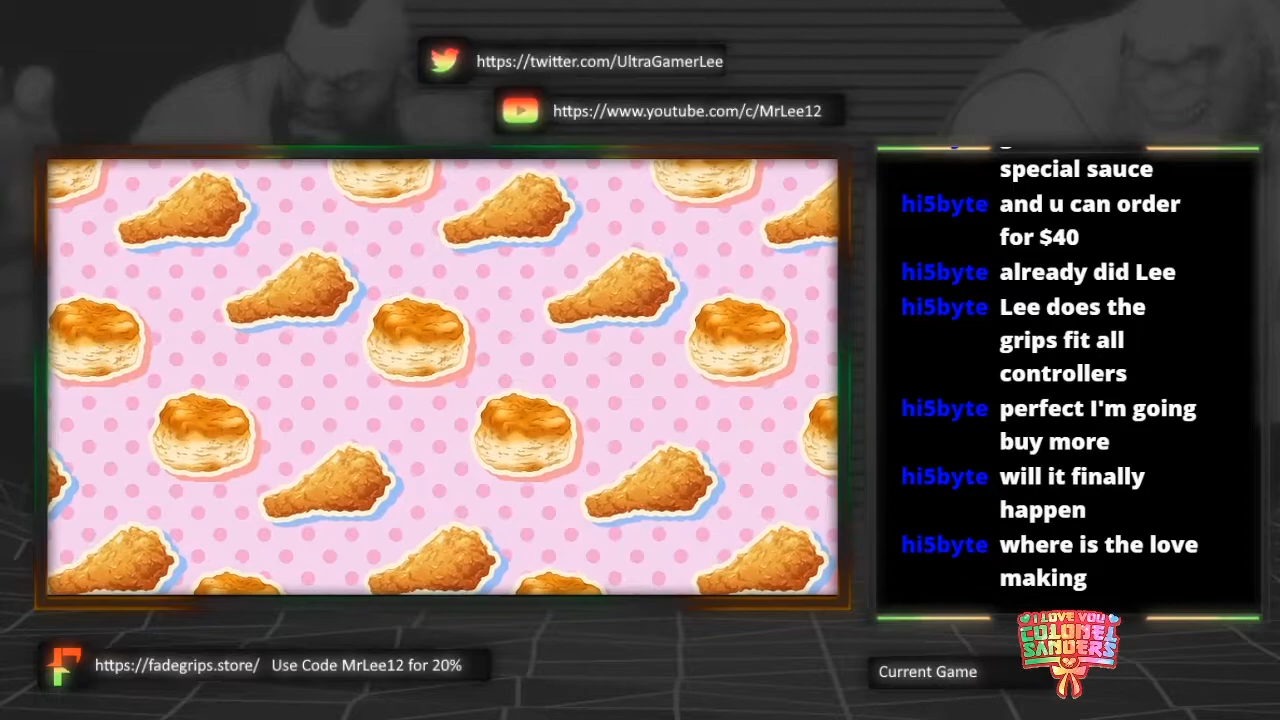 https://twitter.com/UltraGamerLee
https://www.youtube.com/c/MrLee12
special sauce
hi5byte and u can order
for $40
hi5byte already did Lee
hi5byte Lee does the
grips fit all
controllers
hi5byte perfect I'm going
buy more
hi5byte will it finally
happen
hi5byte where is the love
making
I LOVE YOU
COLONEL
SANDERS
https://fadegrips.store/ Use Code MrLee12 for 20%
Current Game